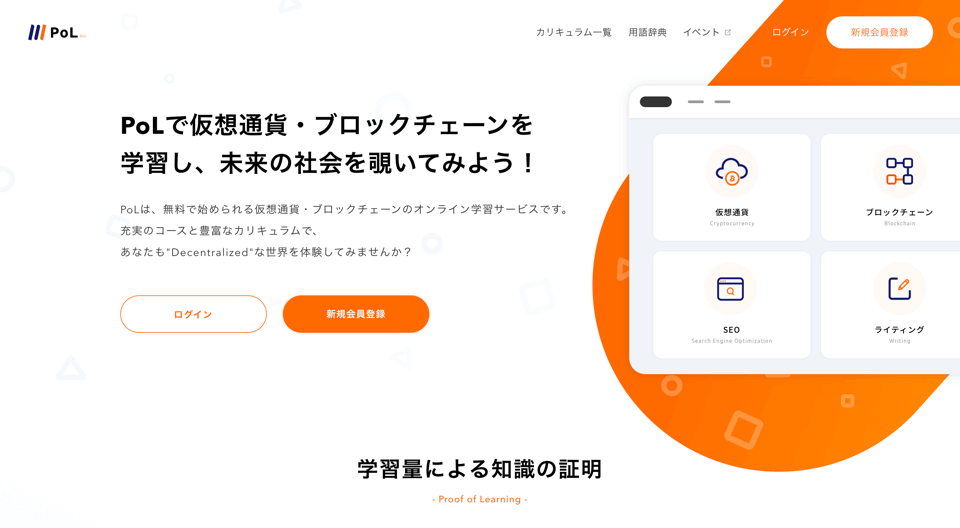 PoL
カリキュラム一覧
用語辞典
イベント
ログイン
新規会員登録
PoLで仮想通貨・ブロックチェーンを
学習し、未来の社会を覗いてみよう！
PoLは、無料で始められる仮想通貨・ブロックチェーンのオンライン学習サービスです。
充実のコースと豊富なカリキュラムで、
あなたも"Decentralized"な世界を体験してみませんか？
ログイン
新規会員登録
仮想通貨
Cryptocurrency
ブロックチェーン
Blockchain
SEO
Search Engine Optimization
ライティング
Writing
学習量による知識の証明
- Proof of Learning -